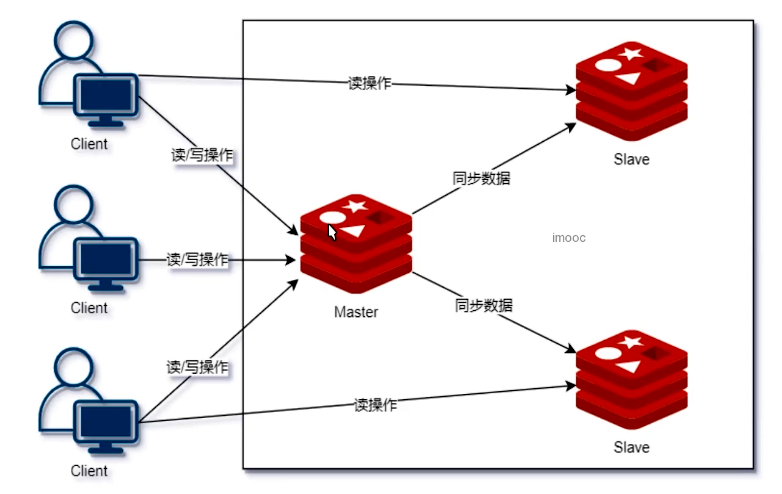 读操作
Client
读/写操作
Slave
同步数据
imooc
读/写操作
Client
Master
同步数据
读/写操作
读操作
Slave
Client